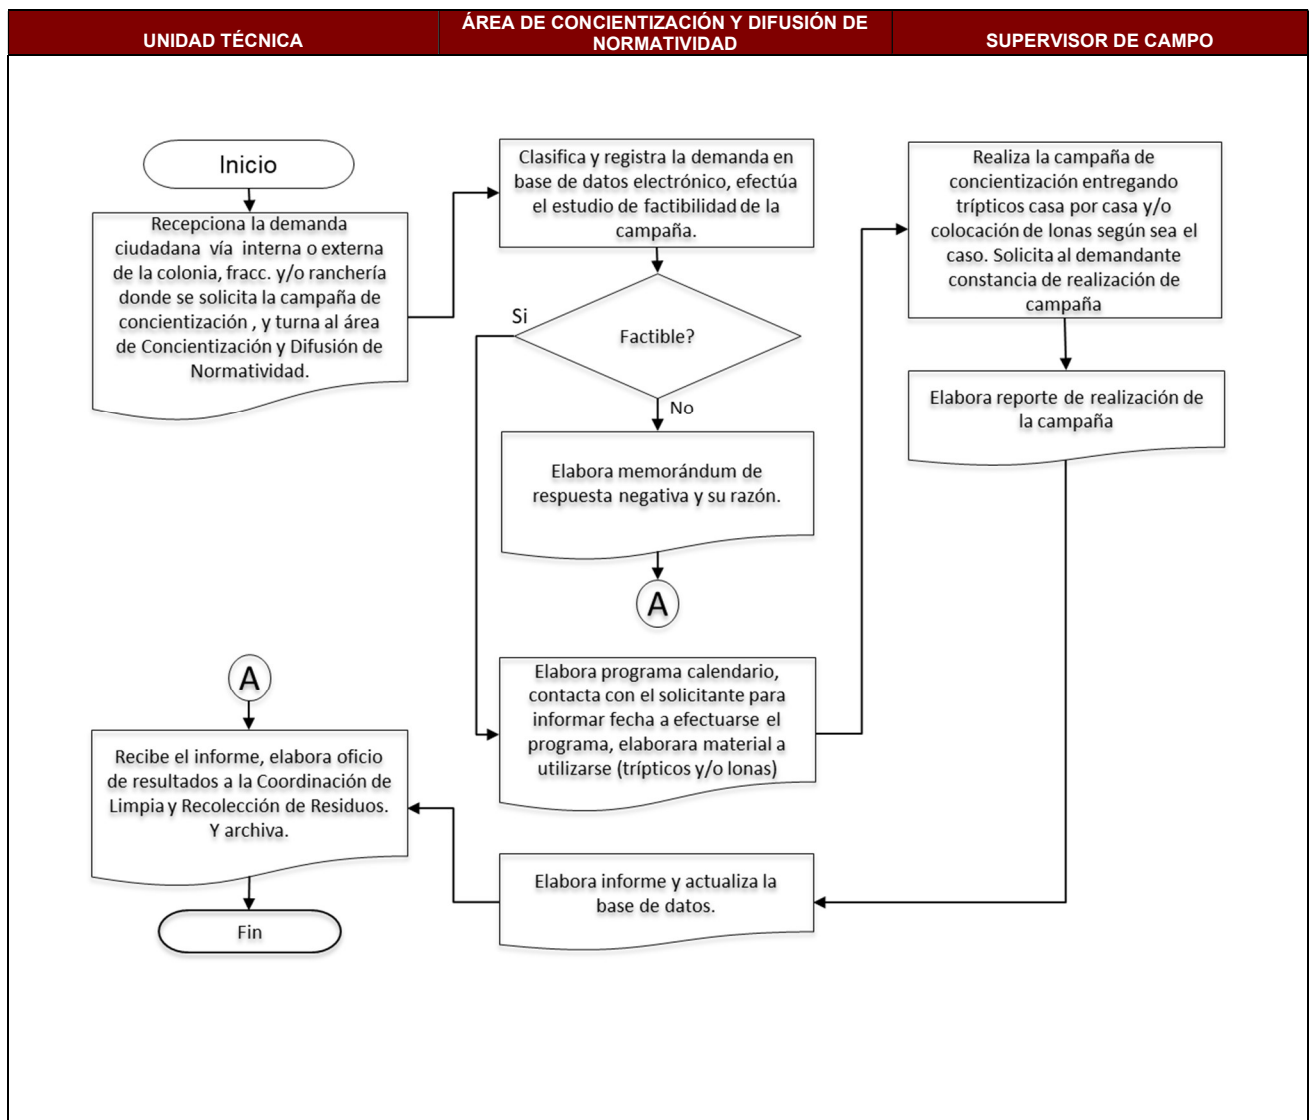 UNIDAD TÉCNICA
ÁREA DE CONCIENTIZACIÓN Y DIFUSIÓN DE
NORMATIVIDAD
SUPERVISOR DE CAMPO
Inicio
Recepciona la demanda
ciudadana vía interna o externa
de la colonia, fracc. y/o ranchería
donde se solicita la campaña de
concientización , y turna al área
de Concientización y Difusión de
Normatividad.
Clasifica y registra la demanda en
base de datos electrónico, efectúa
el estudio de factibilidad de la
campaña.
Factible?
Si
No
Elabora memorándum de
respuesta negativa y su razón.
A
Elabora programa calendario,
contacta con el solicitante para
informar fecha a efectuarse el
programa, elaborara material a
utilizarse (trípticos y/o lonas)
Realiza la campaña de
concientización entregando
trípticos casa por casa y/o
colocación de lonas según sea el
caso. Solicita al demandante
constancia de realización de
campaña
Elabora reporte de realización de
la campaña
Elabora informe y actualiza la
base de datos.
A
Recibe el informe, elabora oficio
de resultados a la Coordinación de
Limpia y Recolección de Residuos.
Y archiva.
Fin